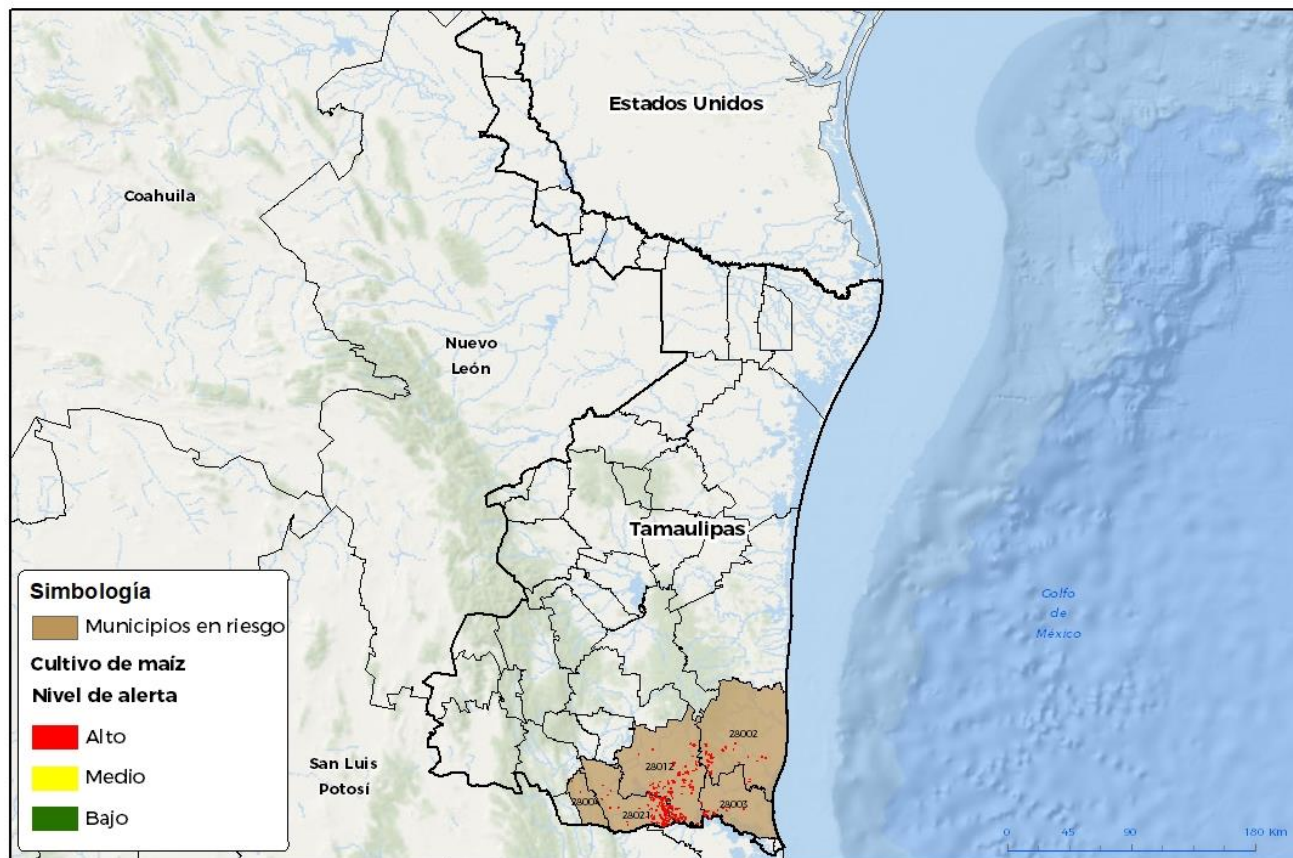 Estados Unidos
Coahuila
Nuevo
León
Tamaulipas
Golfo
de
México
San Luis
Potosí
28002
28012
28004
28021
28003
Simbología
Municipios en riesgo
Cultivo de maíz
Nivel de alerta
Alto
Medio
Bajo
0 45 90 180 Km